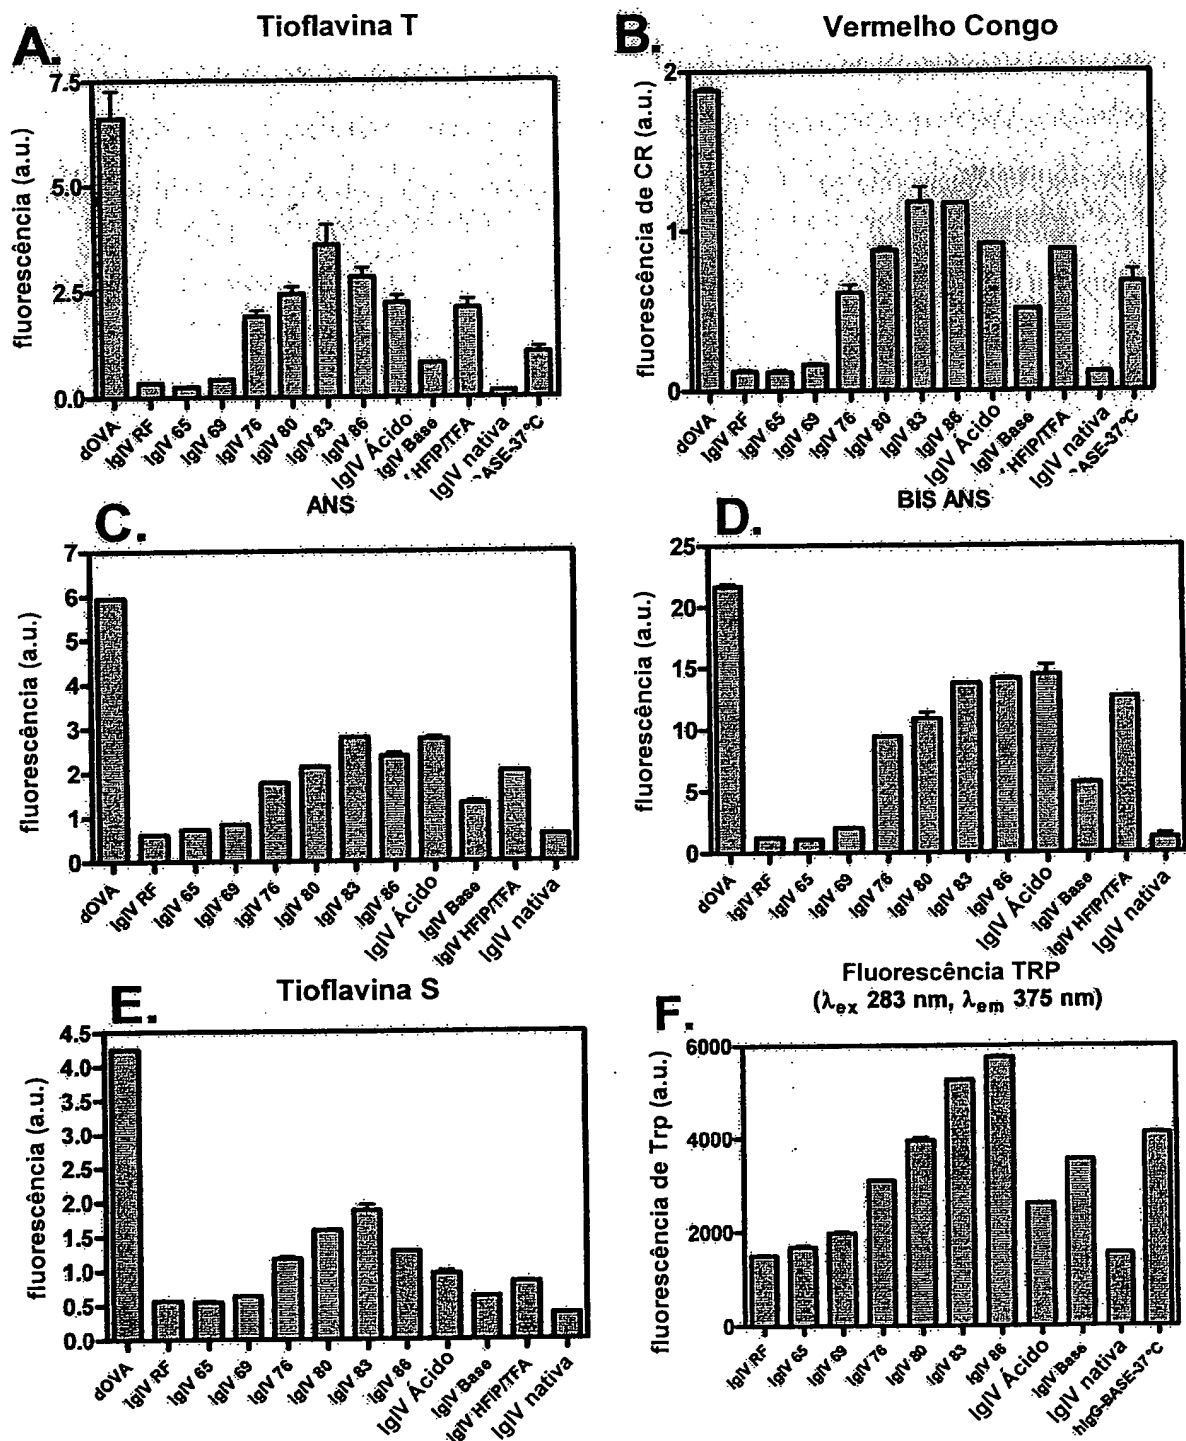 A.
Tioflavina T
fluorescência (a.u.)
7.5
5.0
2.5
0.0
dOVA
IgIV RF
IgIV 65
IgIV 69
IgIV 76
IgIV 80
IgIV 83
IgIV 86
IgIV Ácido
IgIV Base
HFIP/TFA
IgIV nativa
BASE-37°C
B.
Vermelho Congo
fluorescência de CR (a.u.)
2
1
0
dOVA
IgIV RF
IgIV 65
IgIV 69
IgIV 76
IgIV 80
IgIV 83
IgIV 86
IgIV Ácido
IgIV Base
HFIP/TFA
IgIV nativa
BASE-37°C
C.
ANS
fluorescência (a.u.)
7
6
5
4
3
2
1
0
dOVA
IgIV RF
IgIV 65
IgIV 69
IgIV 76
IgIV 80
IgIV 83
IgIV 86
IgIV Ácido
IgIV Base
IgIV HFIP/TFA
IgIV nativa
D.
BIS ANS
fluorescência (a.u.)
25
20
15
10
5
0
dOVA
IgIV RF
IgIV 65
IgIV 69
IgIV 76
IgIV 80
IgIV 83
IgIV 86
IgIV Ácido
IgIV Base
IgIV HFIP/TFA
IgIV nativa
E.
Tioflavina S
fluorescência (a.u.)
4.5
4.0
3.5
3.0
2.5
2.0
1.5
1.0
0.5
0.0
dOVA
IgIV RF
IgIV 65
IgIV 69
IgIV 76
IgIV 80
IgIV 83
IgIV 86
IgIV Ácido
IgIV Base
IgIV HFIP/TFA
IgIV nativa
F.
Fluorescência TRP
(λex 283 nm, λem 375 nm)
fluorescência de Trp (a.u.)
6000
4000
2000
0
IgIV RF
IgIV 65
IgIV 69
IgIV 76
IgIV 80
IgIV 83
IgIV 86
IgIV Ácido
IgIV Base
IgIV nativa
hIgG-BASE-37°C